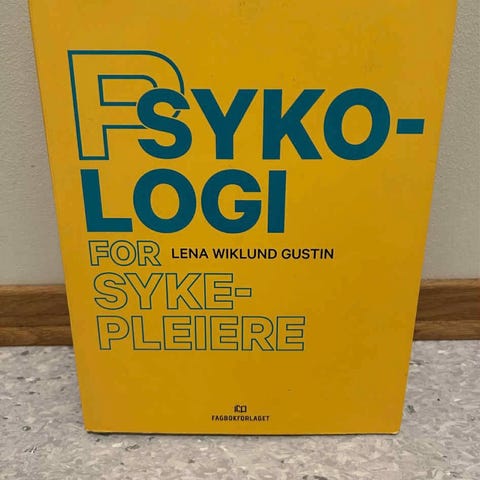 PSYKO-
LOGI
FOR LENA WIKLUND GUSTIN
SYKE-
PLEIERE
FAGBOKFORLAGET